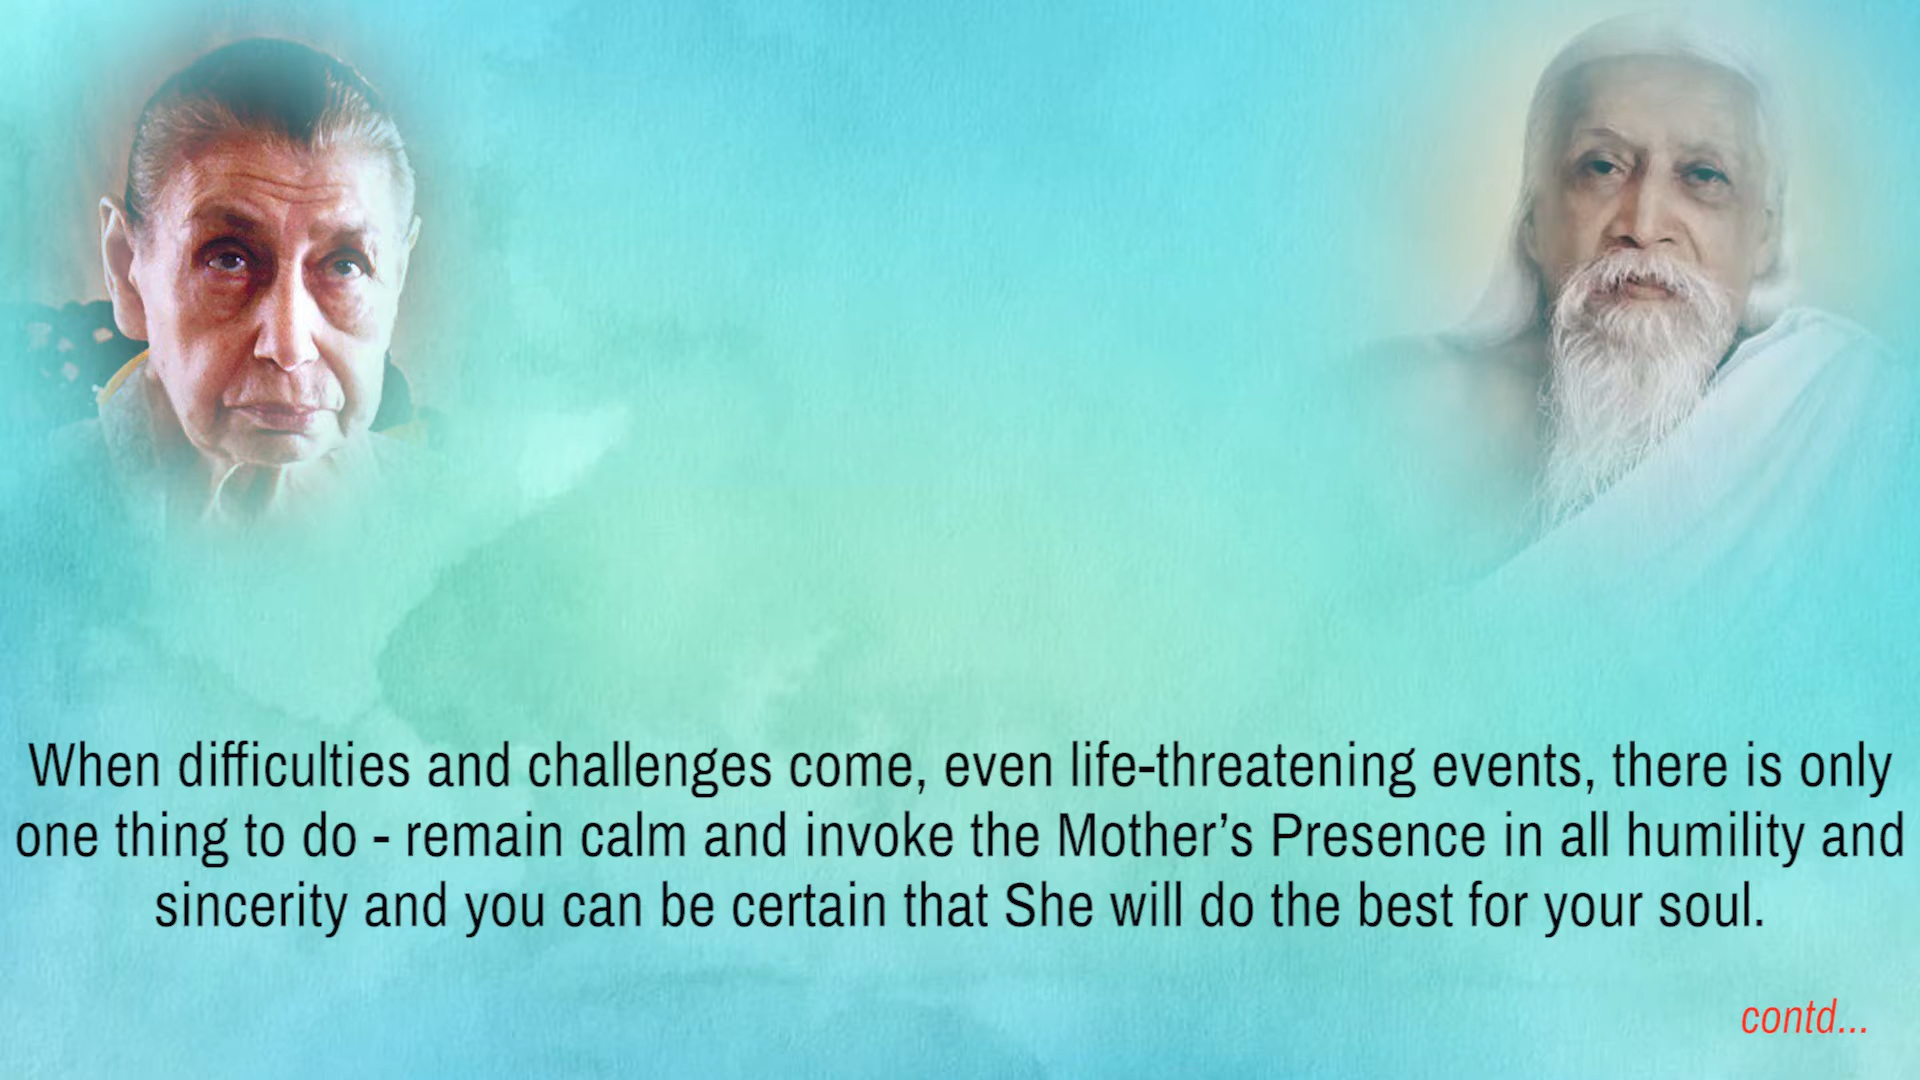 When difficulties and challenges come, even life-threatening events, there is only
one thing to do - remain calm and invoke the Mother’s Presence in all humility and
sincerity and you can be certain that She will do the best for your soul.
contd...